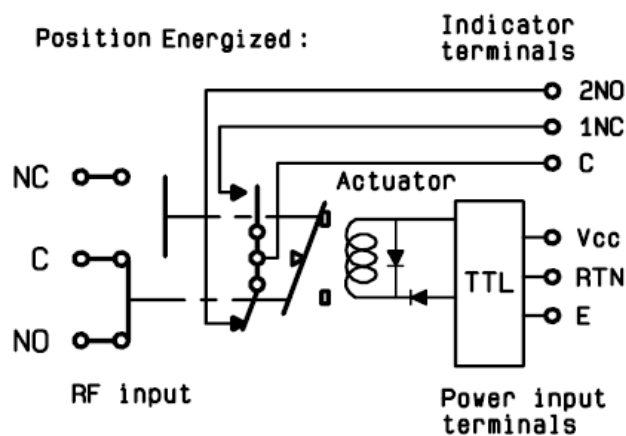 Position Energized :
Indicator
terminals
2NO
1NC
C
NC
Actuator
C
Vcc
TTL
RTN
E
NO
RF input
Power input
terminals